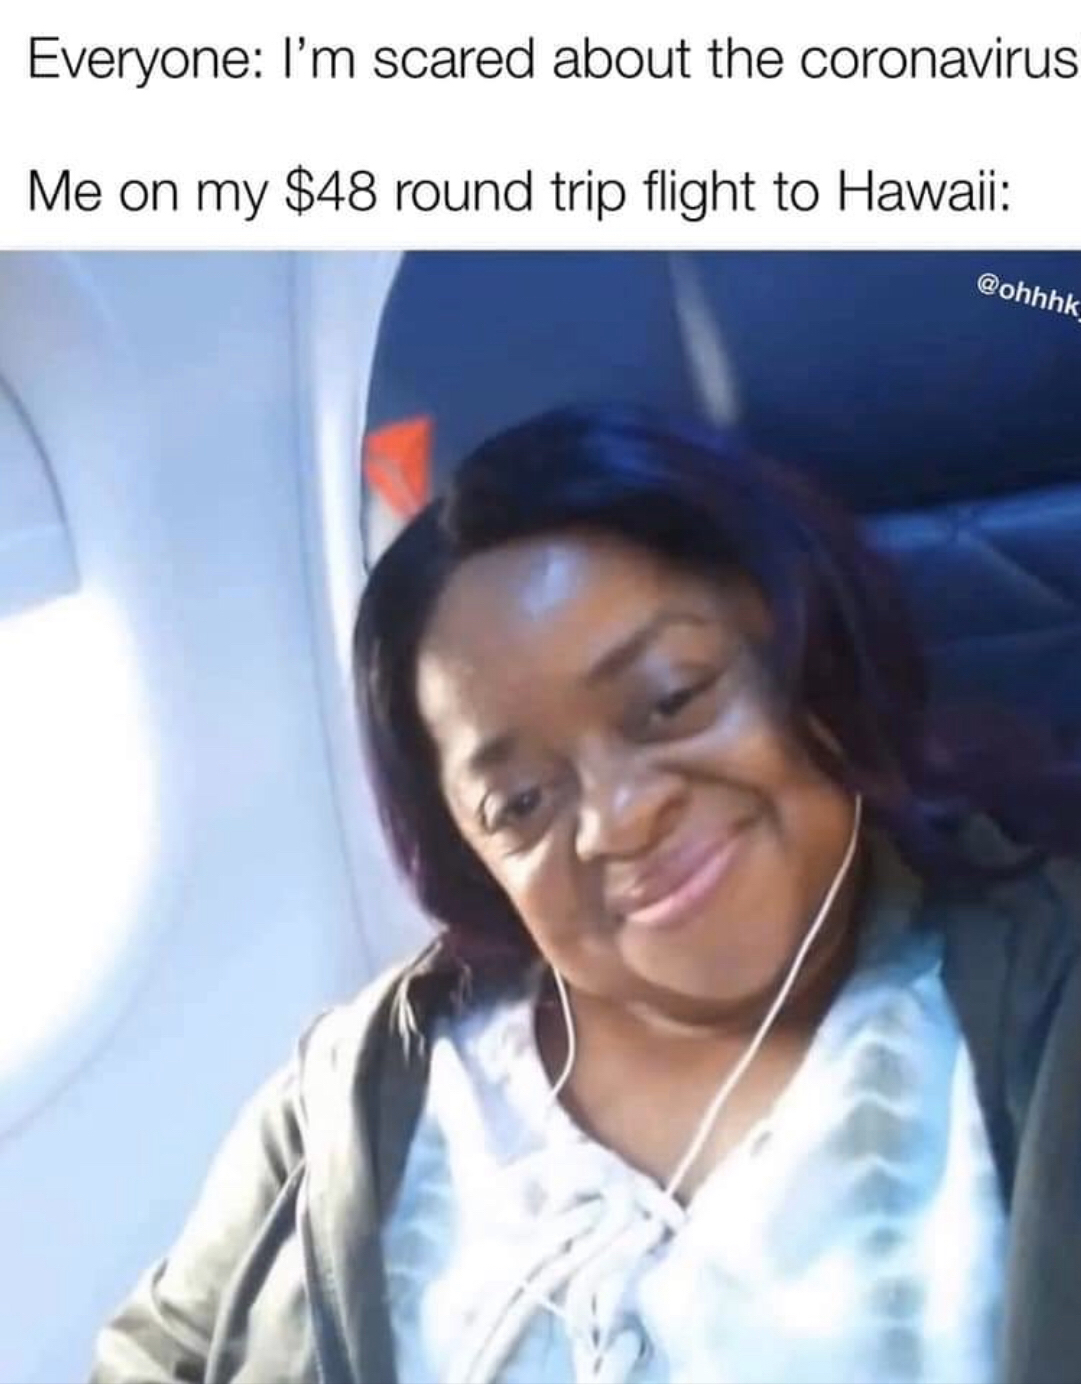 Everyone: I'm scared about the coronavirus
Me on my $48 round trip flight to Hawaii:
@ohhhk